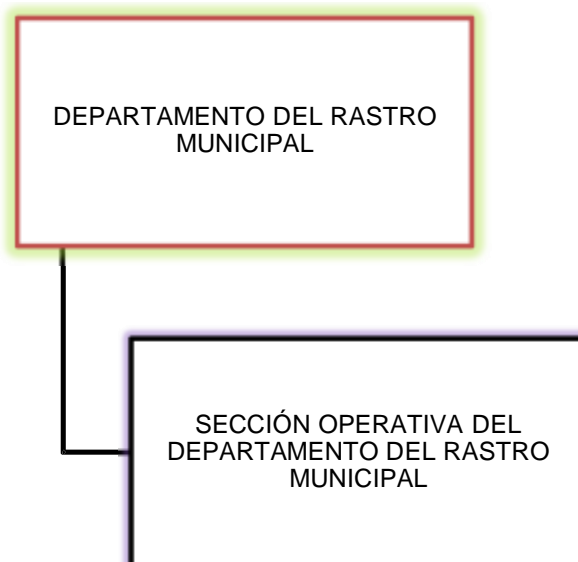 DEPARTAMENTO DEL RASTRO
MUNICIPAL
SECCIÓN OPERATIVA DEL
DEPARTAMENTO DEL RASTRO
MUNICIPAL